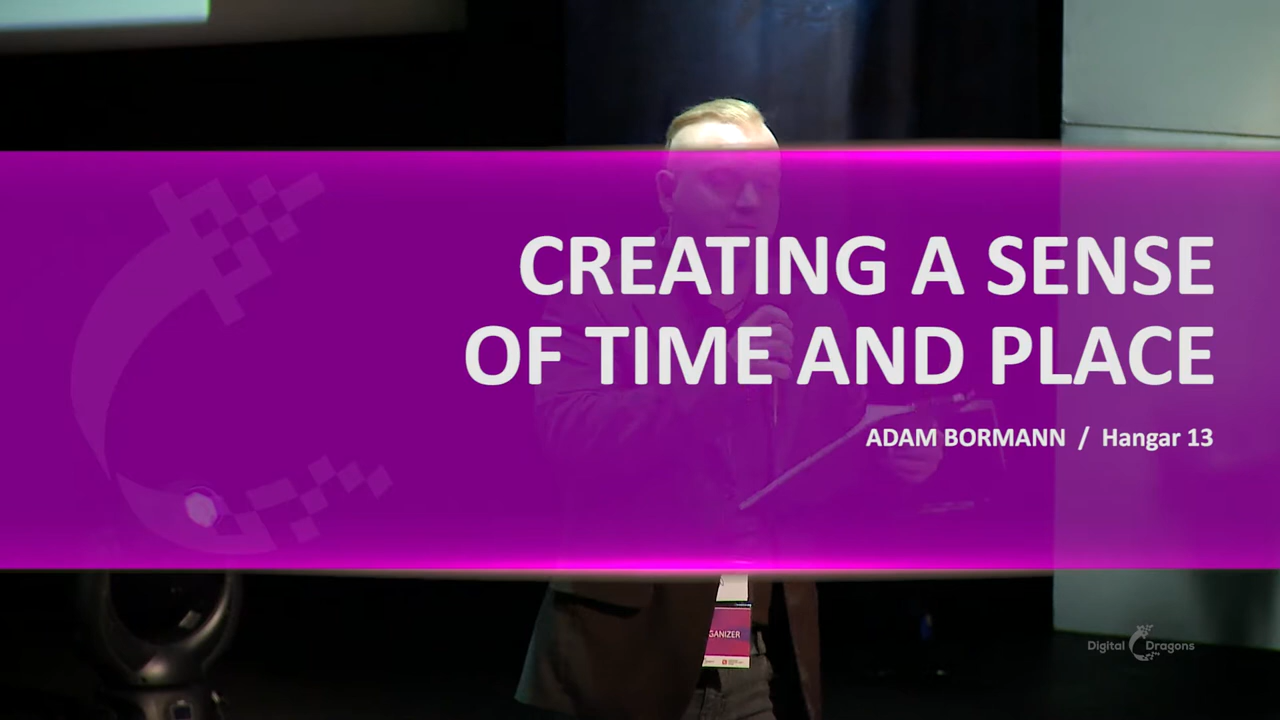 CREATING A SENSE
OF TIME AND PLACE
ADAM BORMANN / Hangar 13
GANIZER
Digital Dragons